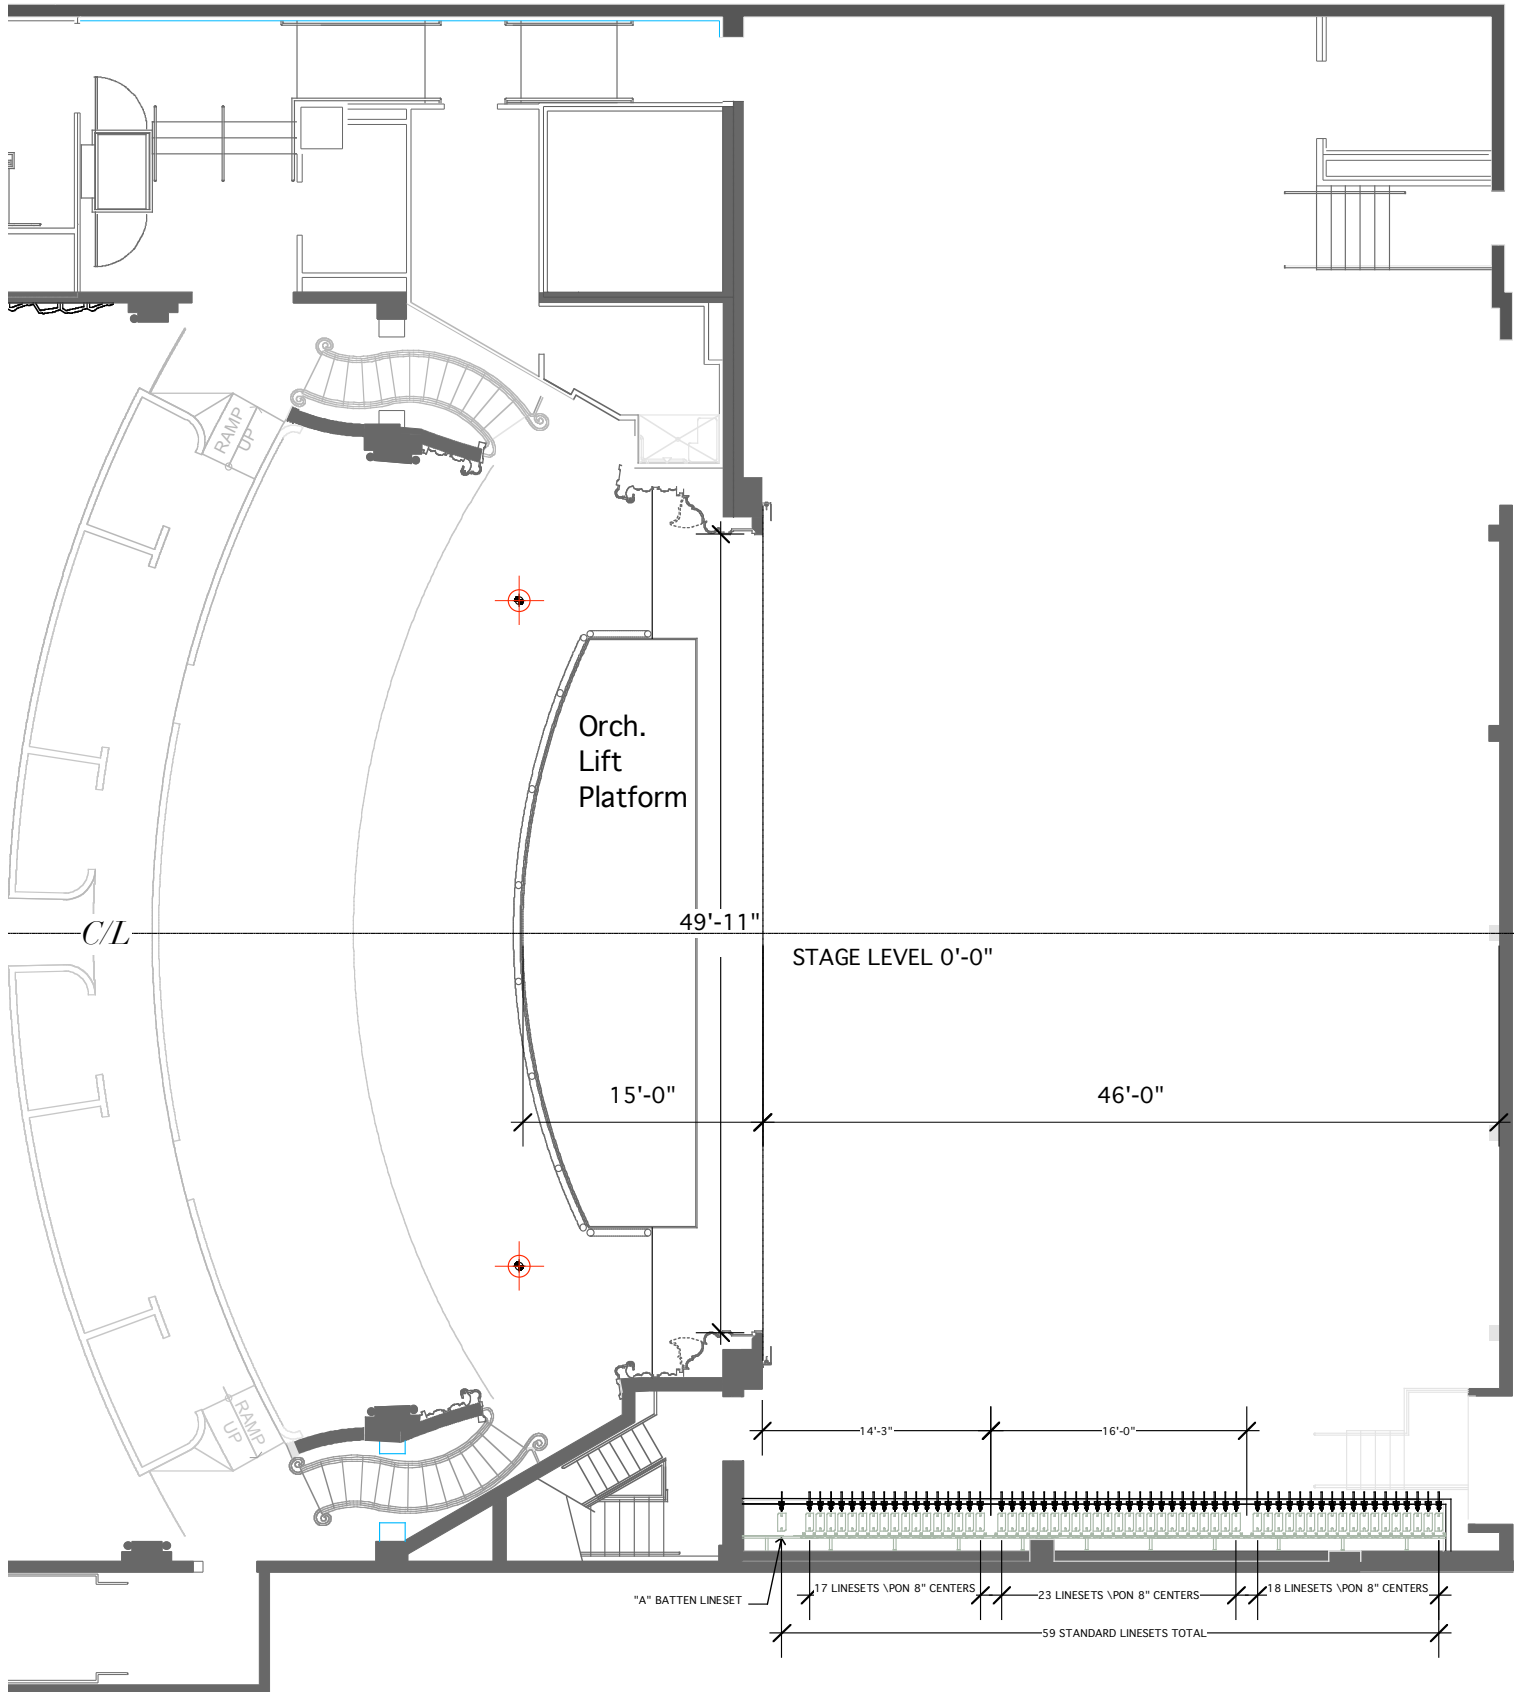 RAMP
UP
Orch.
Lift
Platform
C/L
49'-11"
STAGE LEVEL 0'-0"
15'-0"
46'-0"
RAMP
UP
14'-3"
16'-0"
17 LINESETS \PON 8" CENTERS
23 LINESETS \PON 8" CENTERS
18 LINESETS \PON 8" CENTERS
"A" BATTEN LINESET
59 STANDARD LINESETS TOTAL